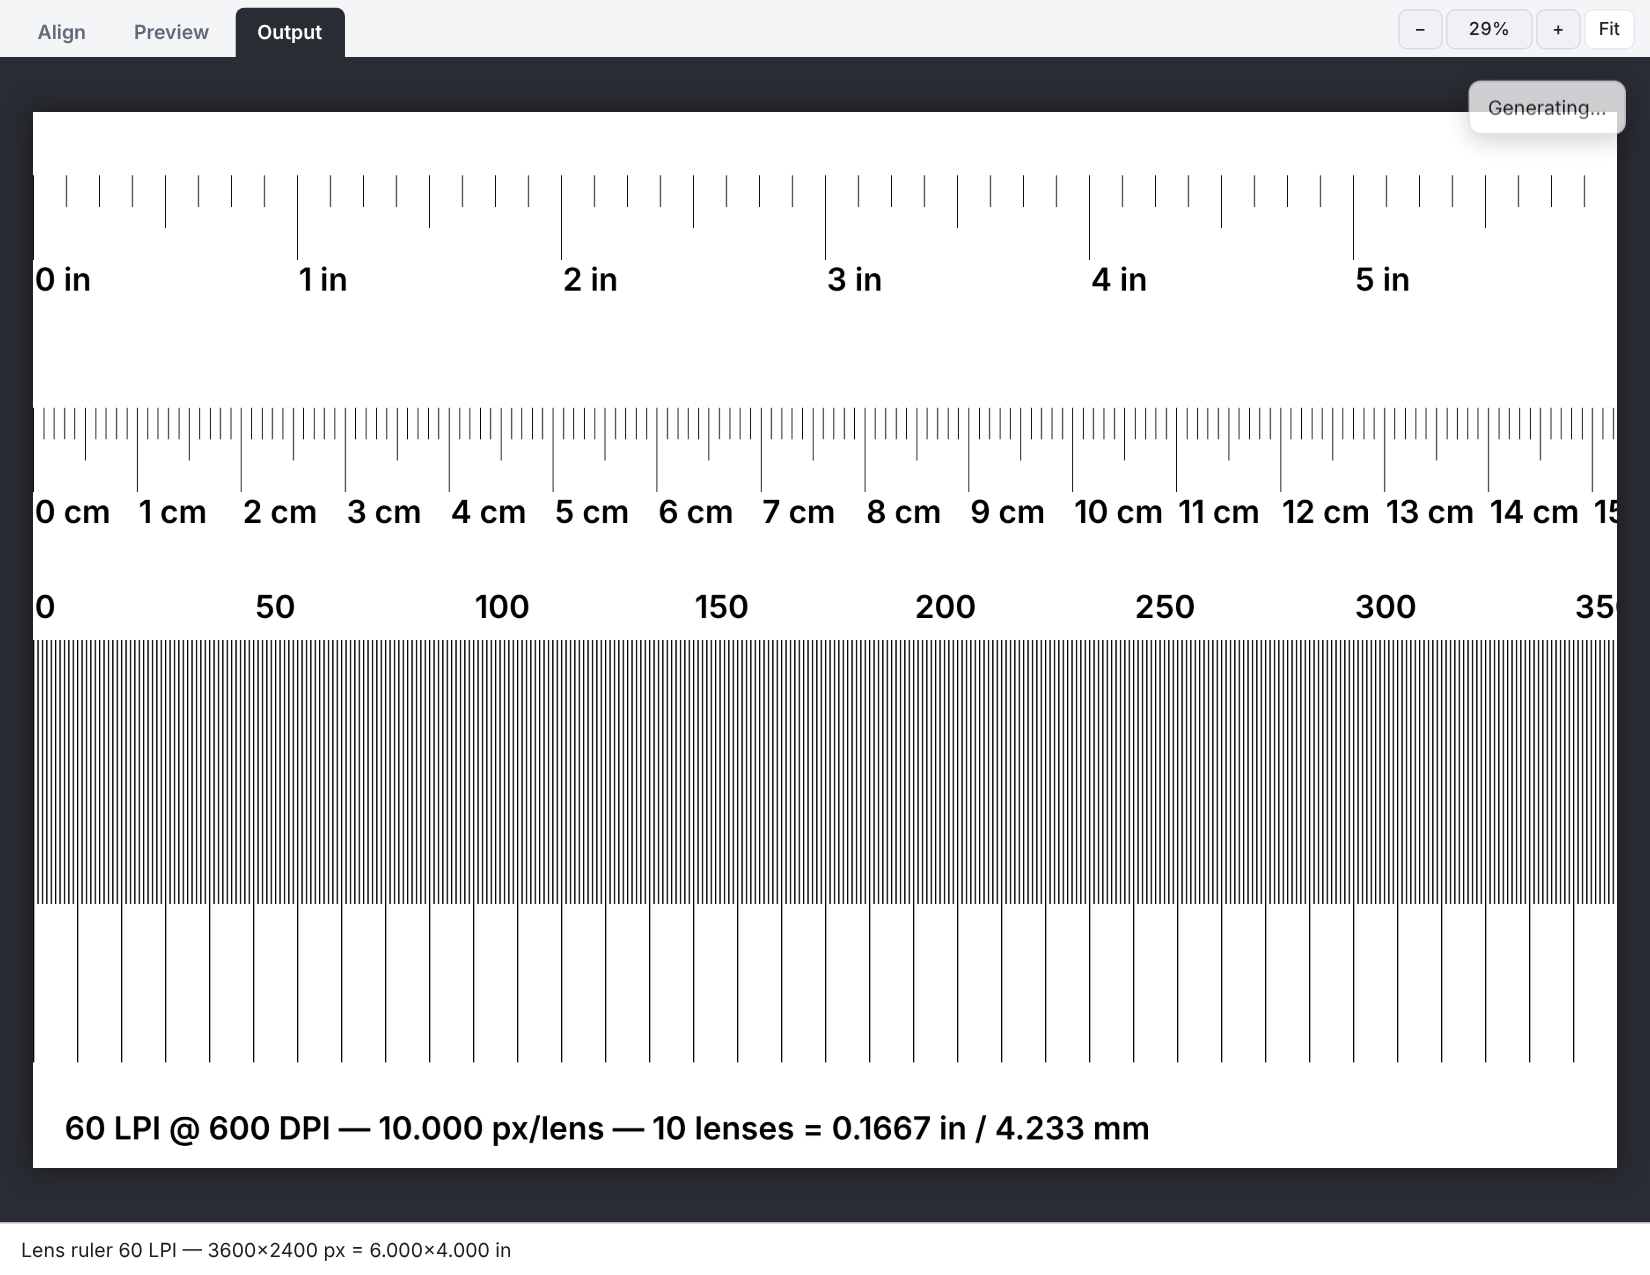 Align Preview Output − 29% + Fit
Generating...
0 in 1 in 2 in 3 in 4 in 5 in
0 cm 1 cm 2 cm 3 cm 4 cm 5 cm 6 cm 7 cm 8 cm 9 cm 10 cm 11 cm 12 cm 13 cm 14 cm 15
0 50 100 150 200 250 300 350
60 LPI @ 600 DPI — 10.000 px/lens — 10 lenses = 0.1667 in / 4.233 mm
Lens ruler 60 LPI — 3600×2400 px = 6.000×4.000 in